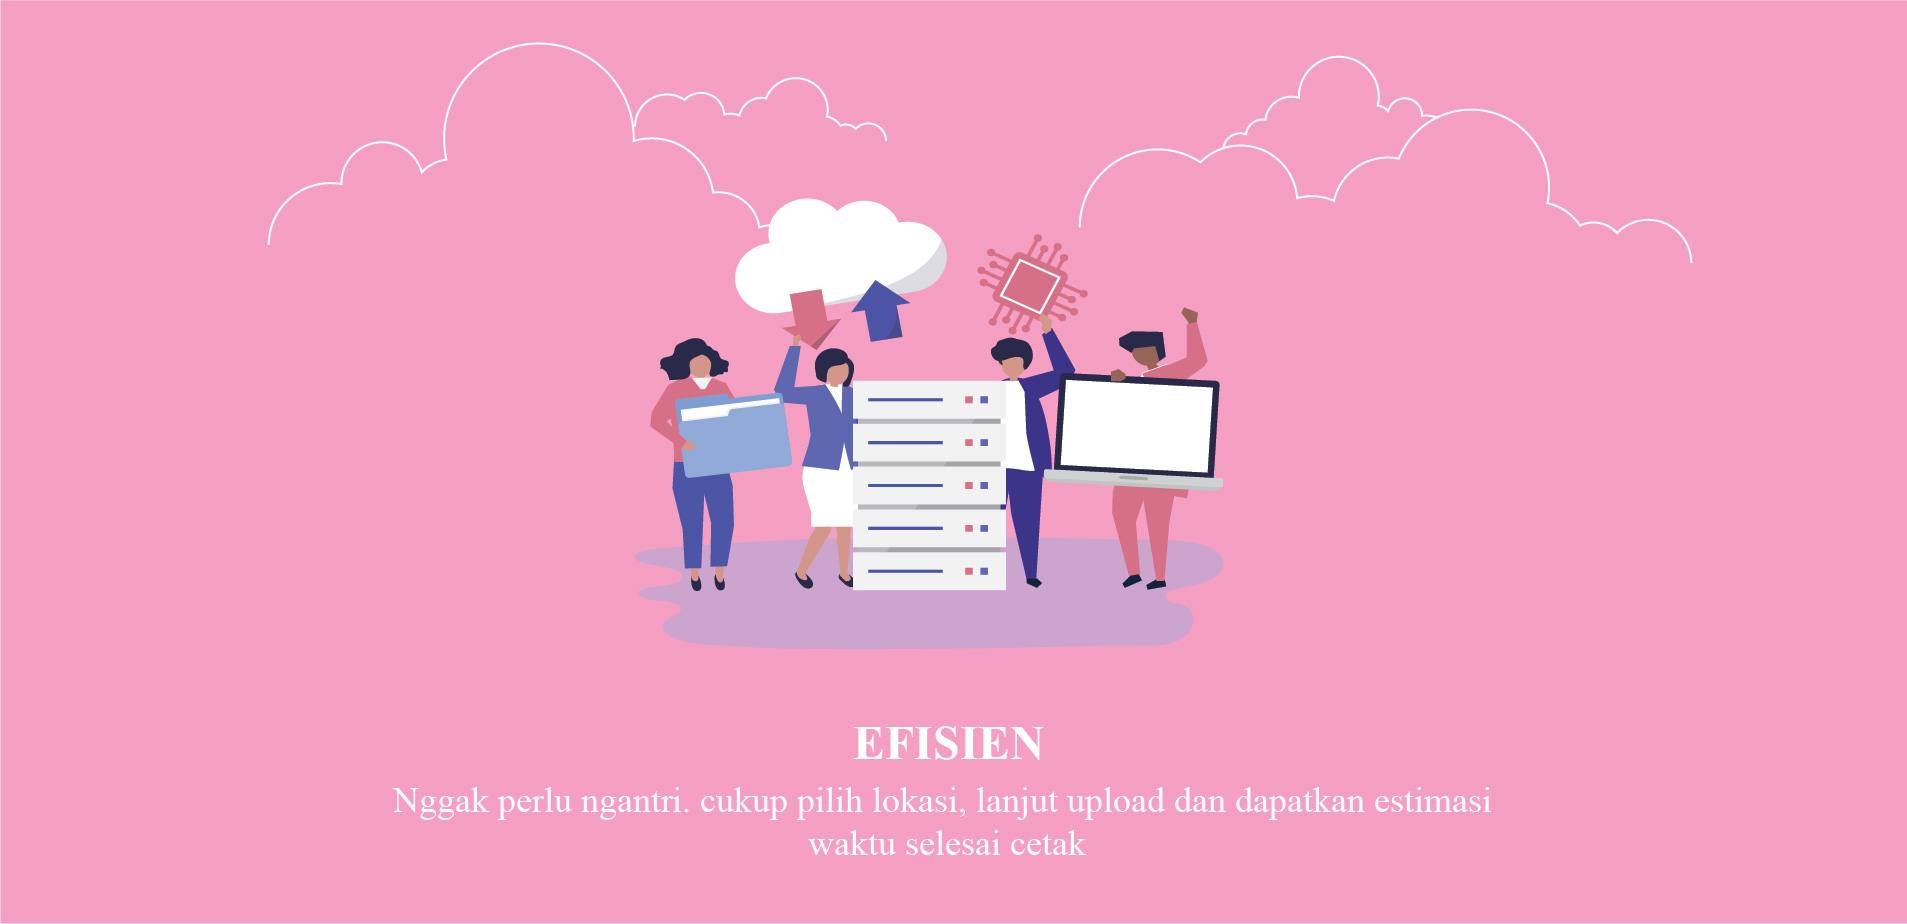 EFISIEN
Nggak perlu ngantri. cukup pilih lokasi, lanjut upload dan dapatkan estimasi
waktu selesai cetak